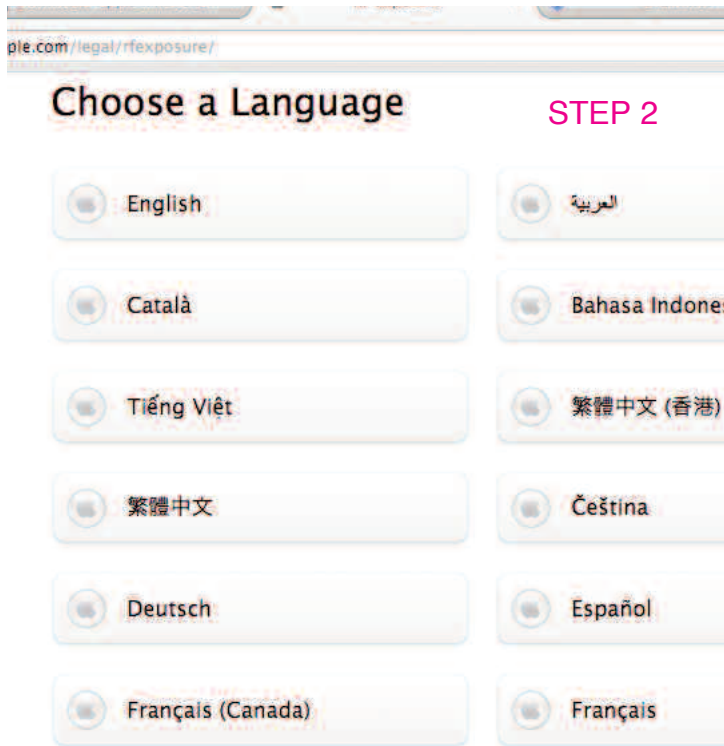 ple.com/legal/rfexposure/
Choose a Language
STEP 2
English
العربية
Català
Bahasa Indones
Tiếng Việt
繁體中文 (香港)
繁體中文
Čeština
Deutsch
Español
Français (Canada)
Français